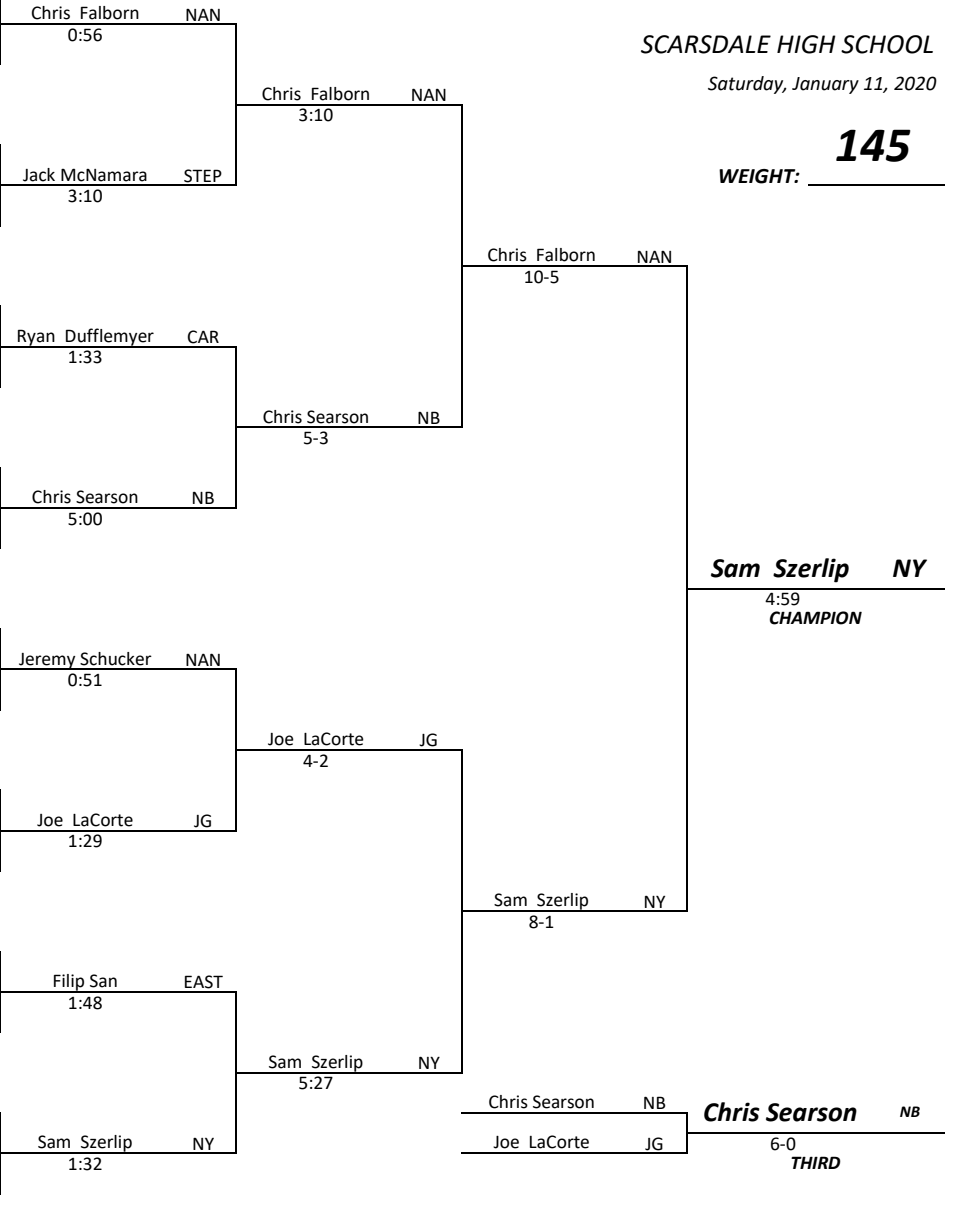 Chris Falborn NAN
0:56
SCARSDALE HIGH SCHOOL
Saturday, January 11, 2020
Chris Falborn NAN
3:10
145
WEIGHT:
Jack McNamara STEP
3:10
Chris Falborn NAN
10-5
Ryan Dufflemyer CAR
1:33
Chris Searson NB
5-3
Chris Searson NB
5:00
Sam Szerlip NY
4:59
CHAMPION
Jeremy Schucker NAN
0:51
Joe LaCorte JG
4-2
Joe LaCorte JG
1:29
Sam Szerlip NY
8-1
Filip San EAST
1:48
Sam Szerlip NY
5:27
Chris Searson NB
Chris Searson NB
Joe LaCorte JG
6-0
THIRD
Sam Szerlip NY
1:32